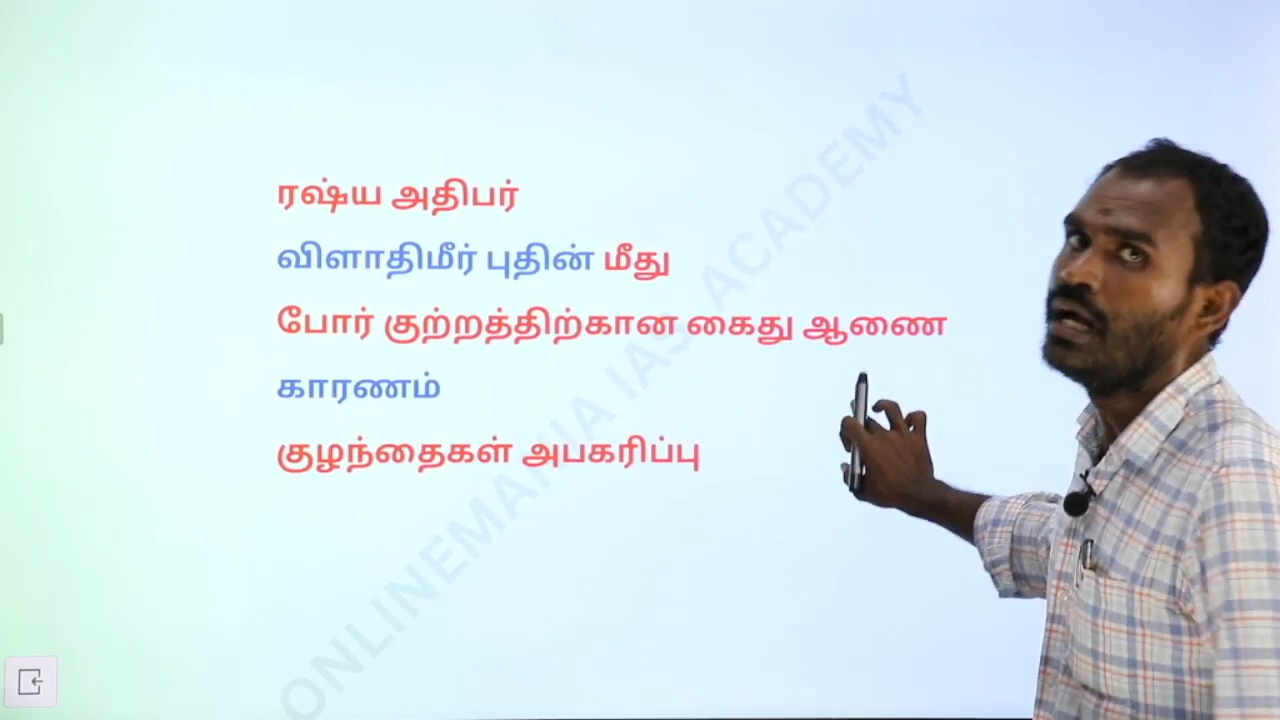 ரஷ்ய அதிபர்
விளாதிமீர் புதின் மீது
போர் குற்றத்திற்கான கைது ஆணை
காரணம்
குழந்தைகள் அபகரிப்பு
ONLINEMANIA IAS ACADEMY